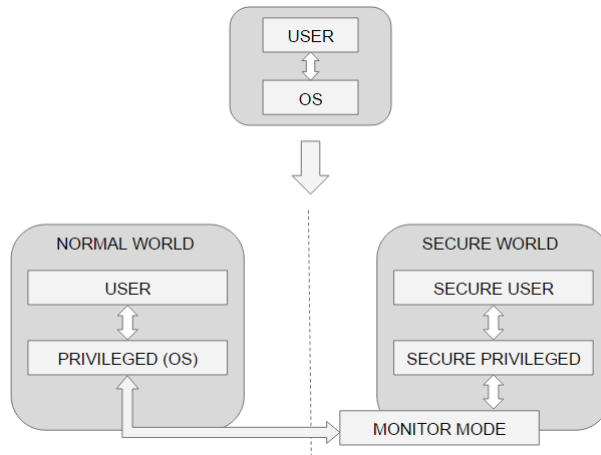 USER
OS
NORMAL WORLD
USER
PRIVILEGED (OS)
SECURE WORLD
SECURE USER
SECURE PRIVILEGED
MONITOR MODE